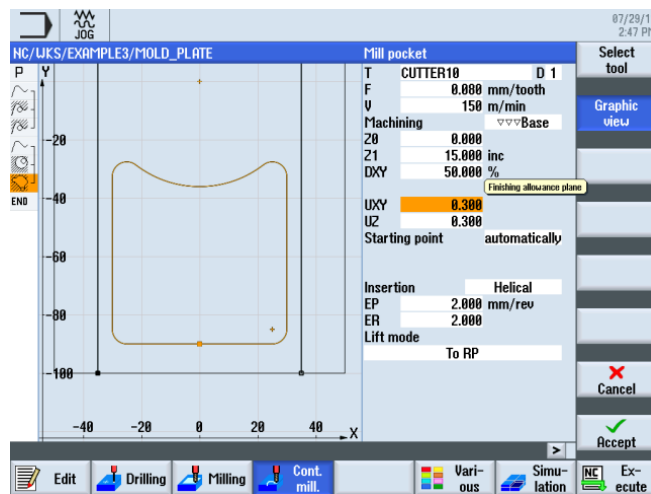 JOG
07/29/1
2:47 PM
NC/WKS/EXAMPLE3/MOLD_PLATE
Mill pocket
Select tool
P
Y
T CUTTER10 D 1
F 0.080 mm/tooth
V 150 m/min
Graphic view
Machining ▽▽▽Base
Z0 0.000
Z1 15.000 inc
DXY 50.000 %
Finishing allowance plane
UXY 0.300
UZ 0.300
Starting point automatically
END
-20
-40
-60
-80
-100
Insertion Helical
EP 2.000 mm/rev
ER 2.000
Lift mode
To RP
-40 -20 0 20 40 X
Cancel
Accept
>
Edit
Drilling
Milling
Cont. mill.
Vari- ous
Simu- lation
NC Ex- ecute